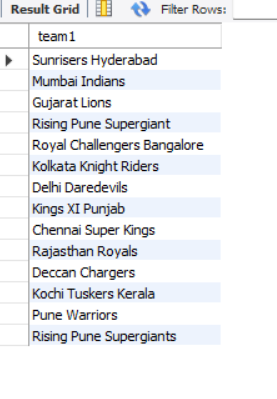 Result Grid Filter Rows:
team1
Sunrisers Hyderabad
Mumbai Indians
Gujarat Lions
Rising Pune Supergiant
Royal Challengers Bangalore
Kolkata Knight Riders
Delhi Daredevils
Kings XI Punjab
Chennai Super Kings
Rajasthan Royals
Deccan Chargers
Kochi Tuskers Kerala
Pune Warriors
Rising Pune Supergiants